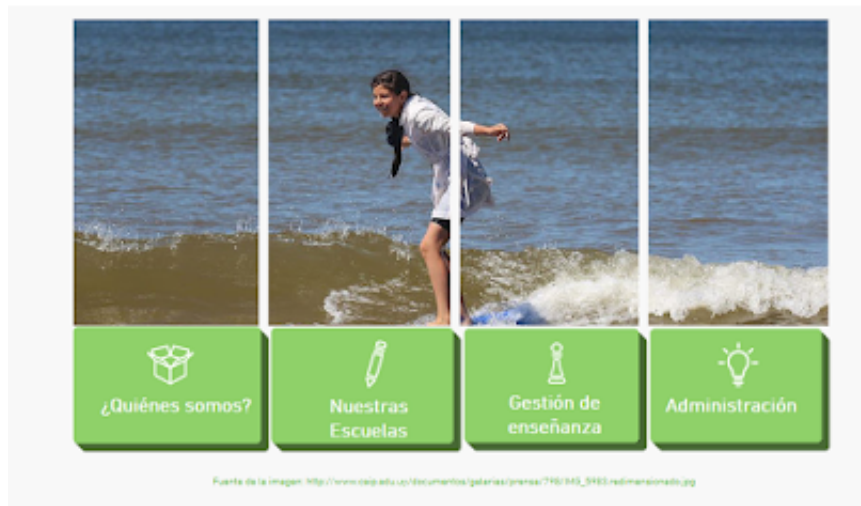 ¿Quiénes somos?
Nuestras
Escuelas
Gestión de
enseñanza
Administración
Fuente de la imagen: http://www.ceip.edu.uy/documentos/galerias/prensa/798/IMG_5983.redimensionado.jpg